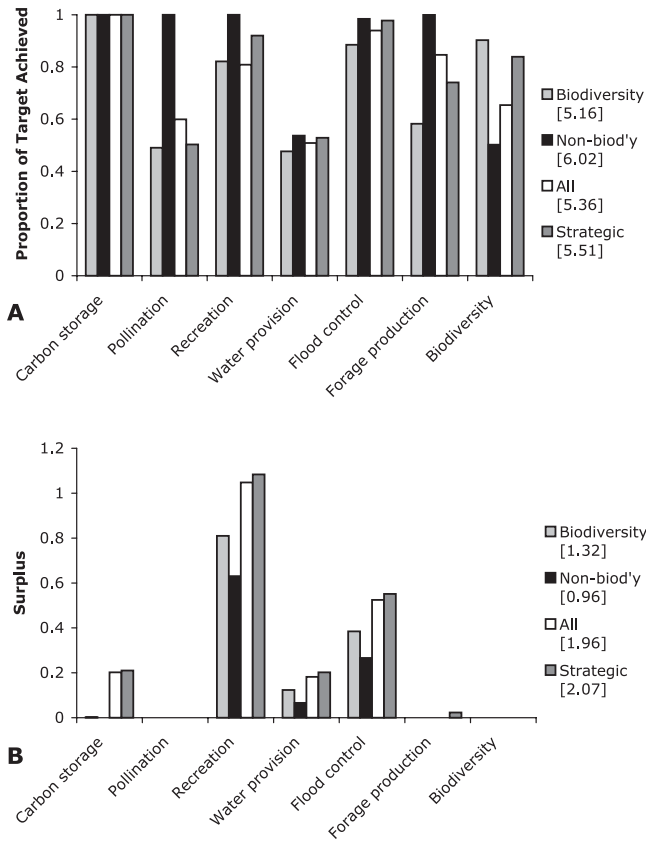 1
0.8
0.6
0.4
0.2
0
Proportion of Target Achieved
Carbon storage
Pollination
Recreation
Water provision
Flood control
Forage production
Biodiversity
Biodiversity
[5.16]
Non-biod'y
[6.02]
All
[5.36]
Strategic
[5.51]
A
1.2
1
0.8
0.6
0.4
0.2
0
Surplus
Carbon storage
Pollination
Recreation
Water provision
Flood control
Forage production
Biodiversity
Biodiversity
[1.32]
Non-biod'y
[0.96]
All
[1.96]
Strategic
[2.07]
B